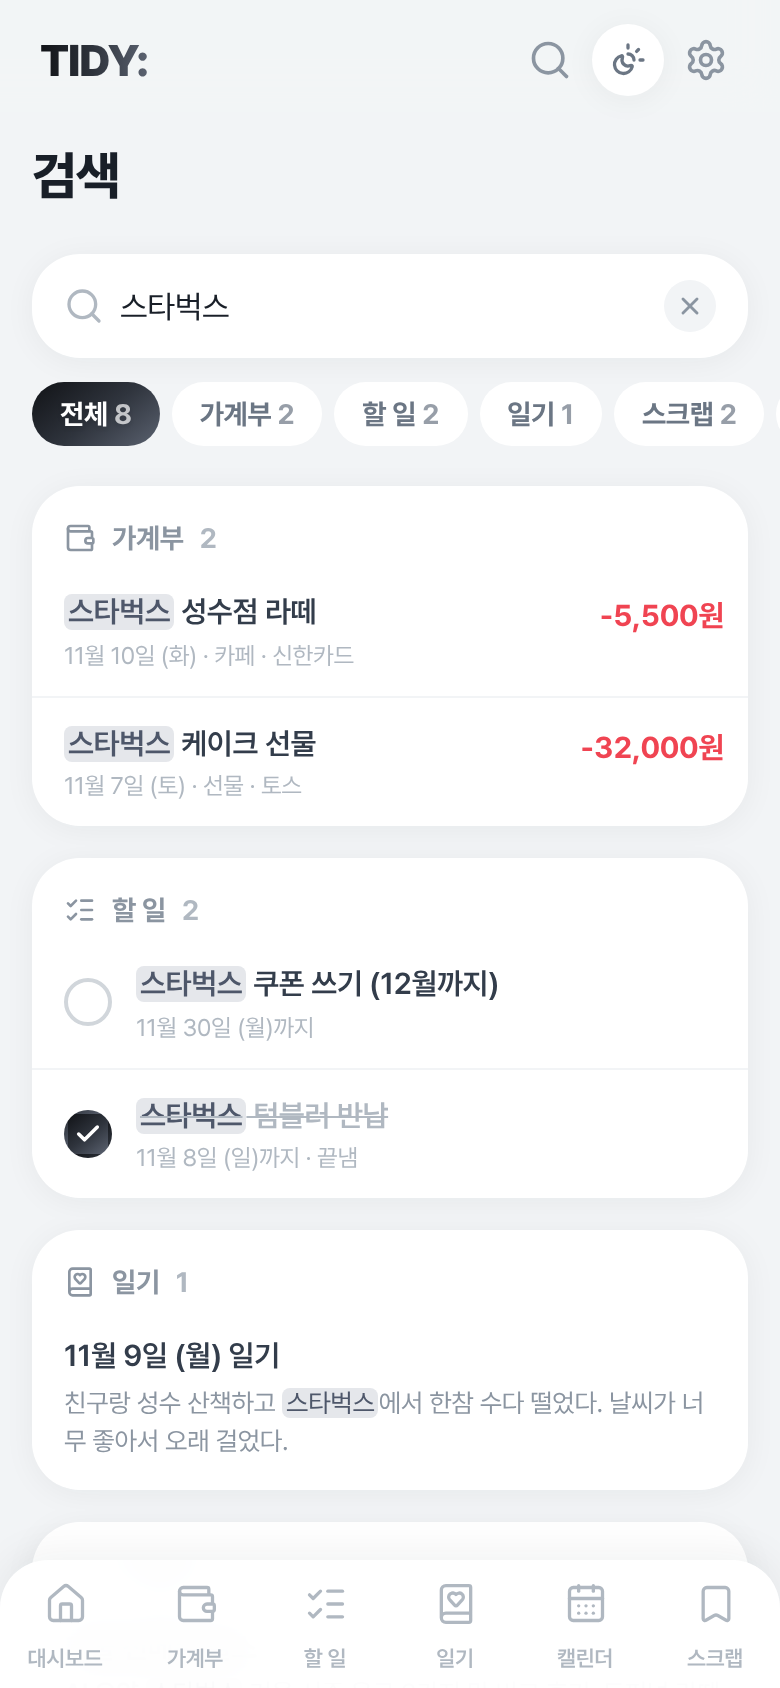 TIDY:
검색
스타벅스
전체 8 가계부 2 할 일 2 일기 1 스크랩 2
가계부 2
스타벅스 성수점 라떼 -5,500원
11월 10일 (화) · 카페 · 신한카드
스타벅스 케이크 선물 -32,000원
11월 7일 (토) · 선물 · 토스
할 일 2
스타벅스 쿠폰 쓰기 (12월까지)
11월 30일 (월)까지
스타벅스 텀블러 반납
11월 8일 (일)까지 · 끝냄
일기 1
11월 9일 (월) 일기
친구랑 성수 산책하고 스타벅스에서 한참 수다 떨었다. 날씨가 너
무 좋아서 오래 걸었다.
대시보드 가계부 할 일 일기 캘린더 스크랩